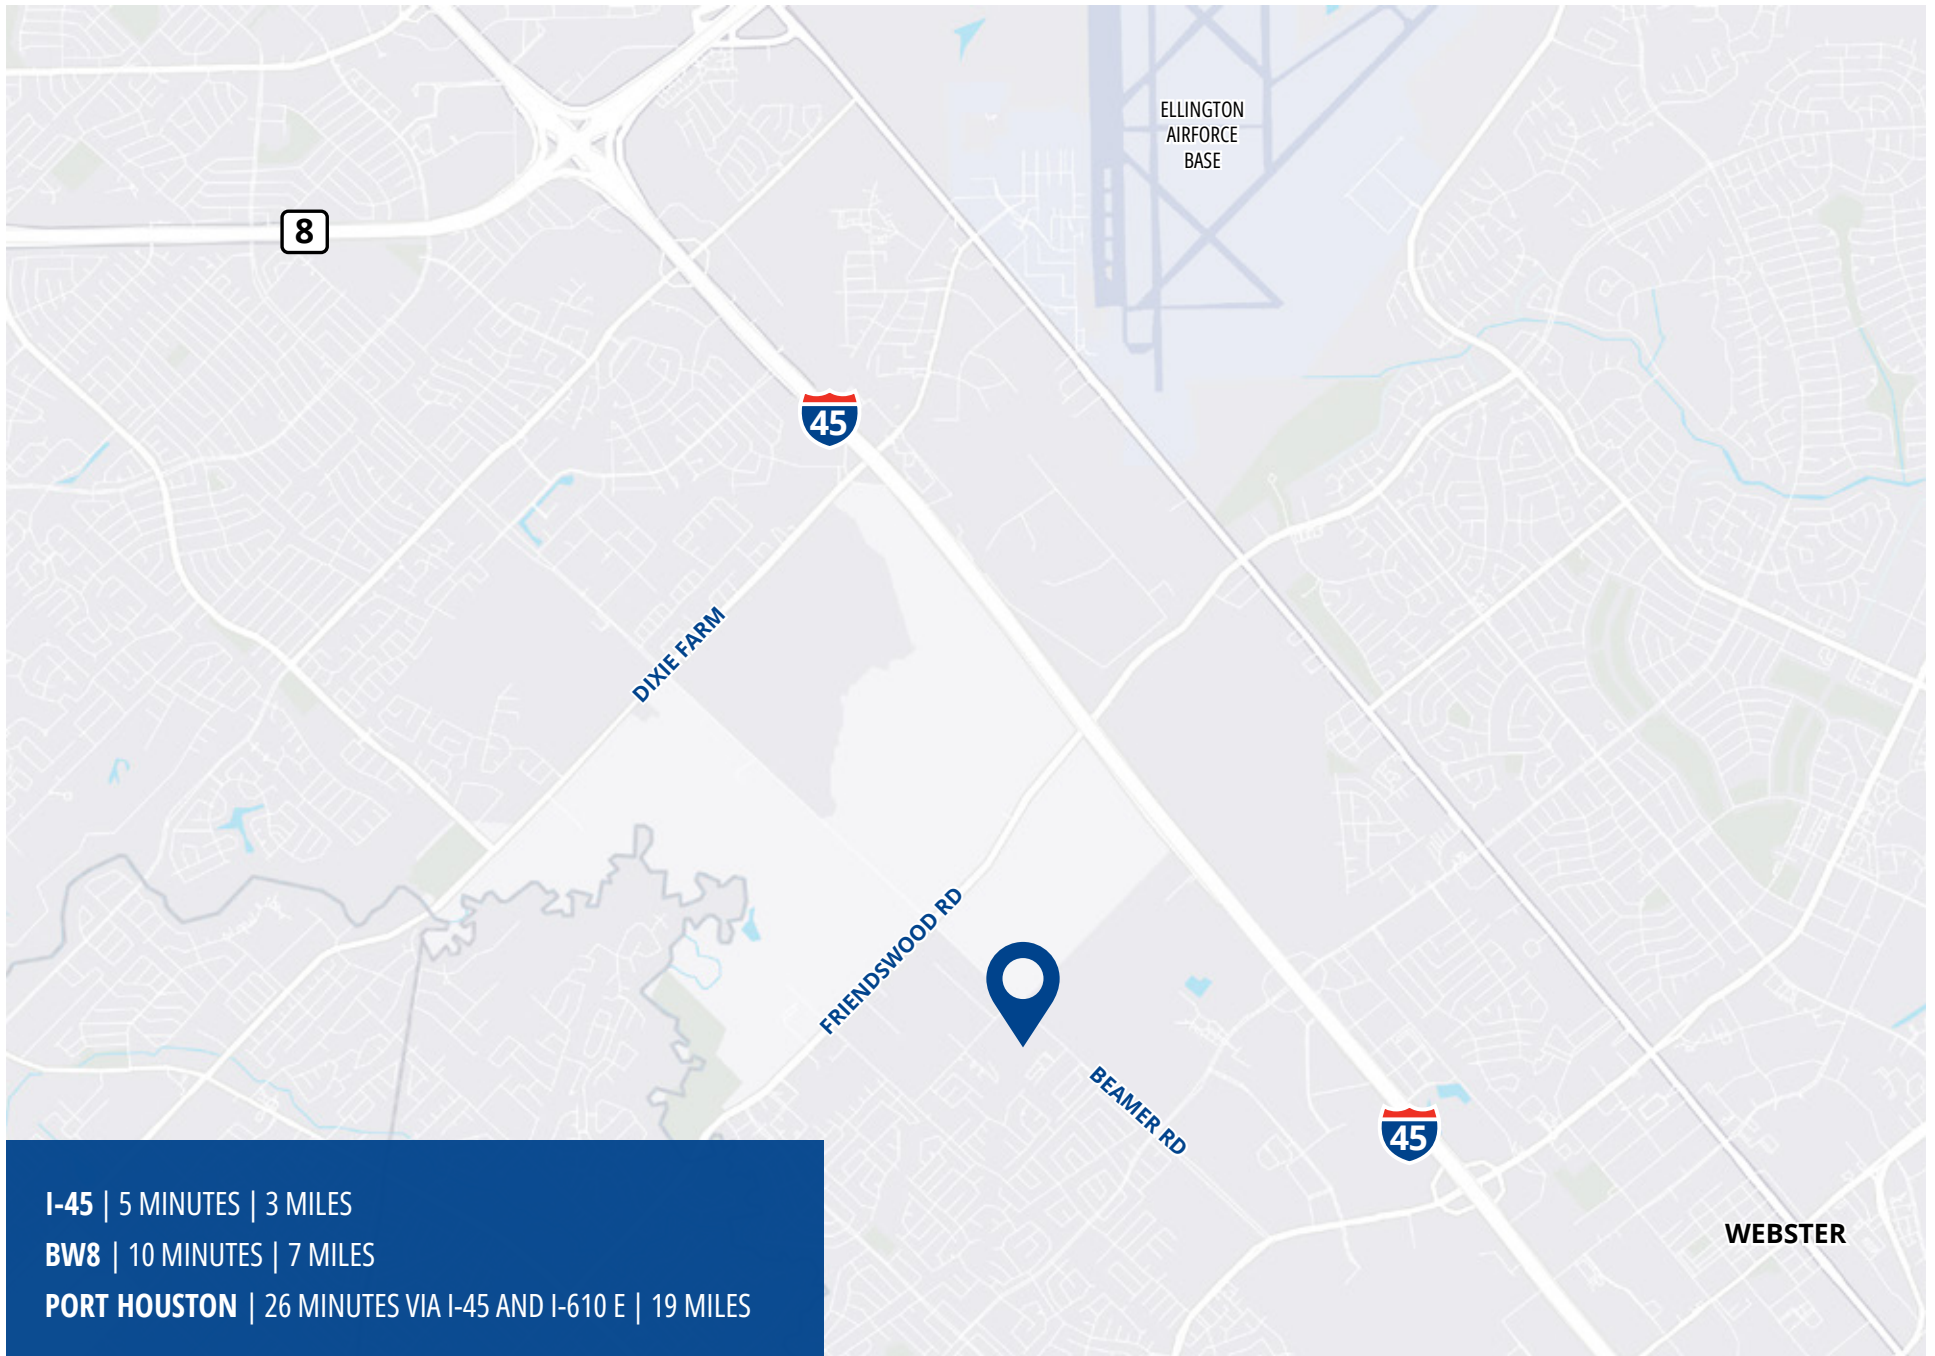 ELLINGTON
AIRFORCE
BASE
8
45
DIXIE FARM
FRIENDSWOOD RD
BEAMER RD
45
WEBSTER
I-45 | 5 MINUTES | 3 MILES
BW8 | 10 MINUTES | 7 MILES
PORT HOUSTON | 26 MINUTES VIA I-45 AND I-610 E | 19 MILES